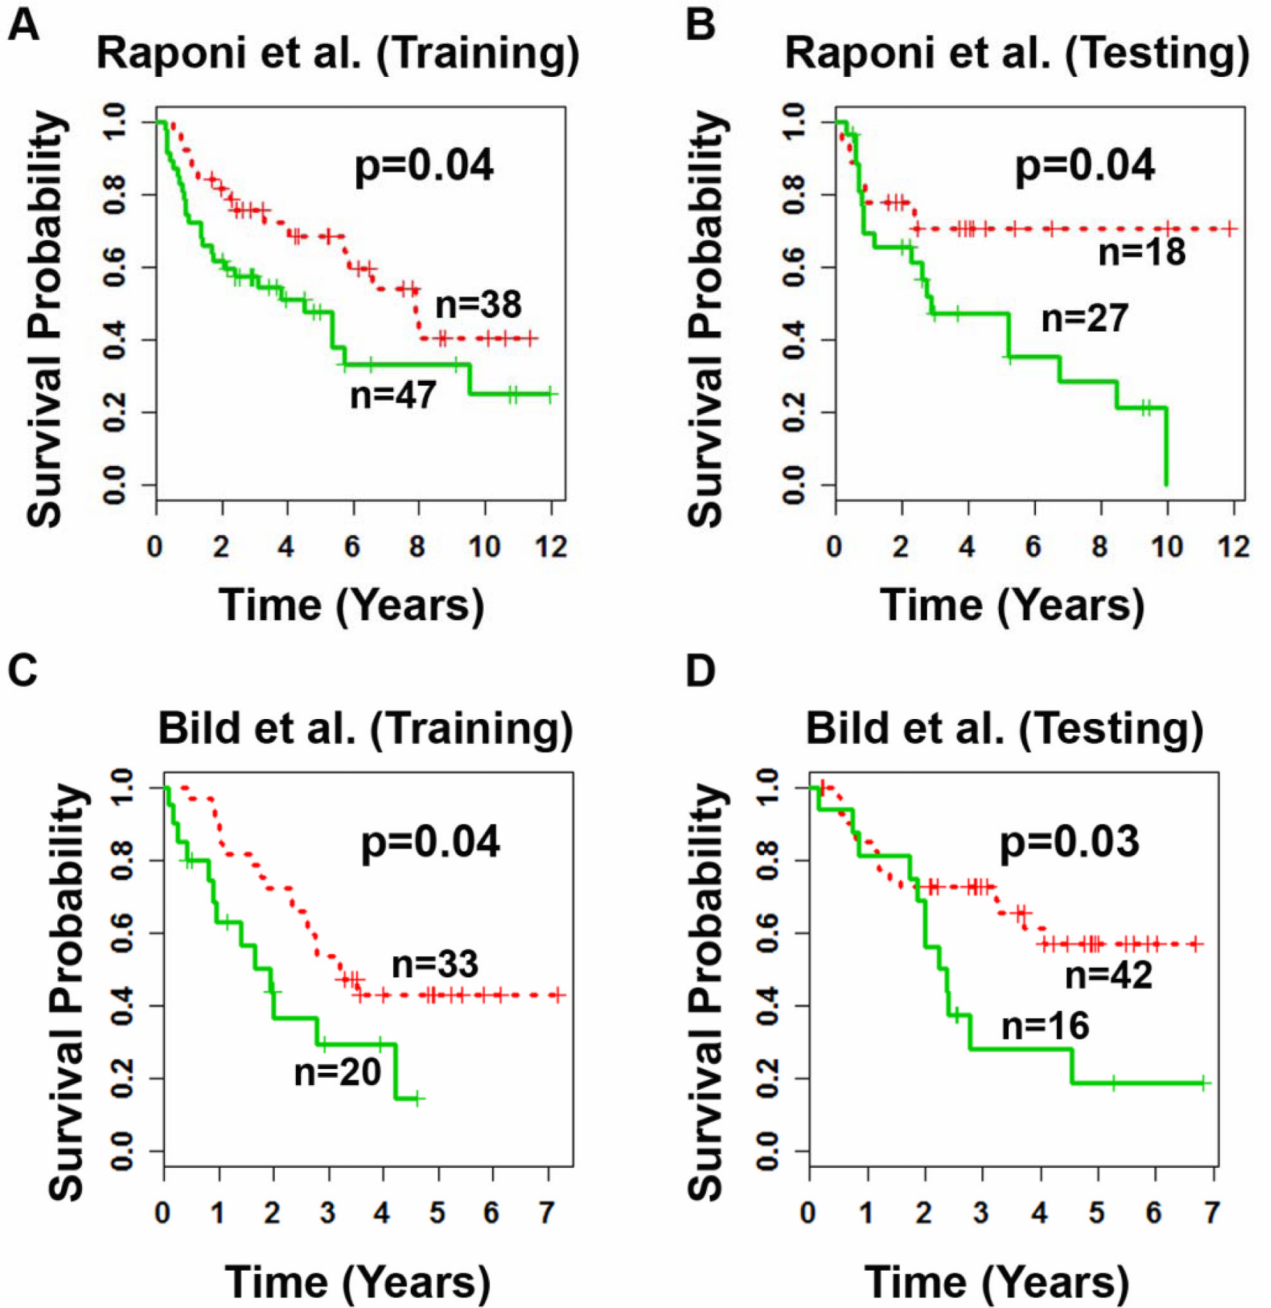 A
Raponi et al. (Training)
Survival Probability
1.0
0.8
0.6
0.4
0.2
0.0
p=0.04
n=38
n=47
0 2 4 6 8 10 12
Time (Years)
B
Raponi et al. (Testing)
Survival Probability
1.0
0.8
0.6
0.4
0.2
0.0
p=0.04
n=18
n=27
0 2 4 6 8 10 12
Time (Years)
C
Bild et al. (Training)
Survival Probability
1.0
0.8
0.6
0.4
0.2
0.0
p=0.04
n=33
n=20
0 1 2 3 4 5 6 7
Time (Years)
D
Bild et al. (Testing)
Survival Probability
1.0
0.8
0.6
0.4
0.2
0.0
p=0.03
n=42
n=16
0 1 2 3 4 5 6 7
Time (Years)